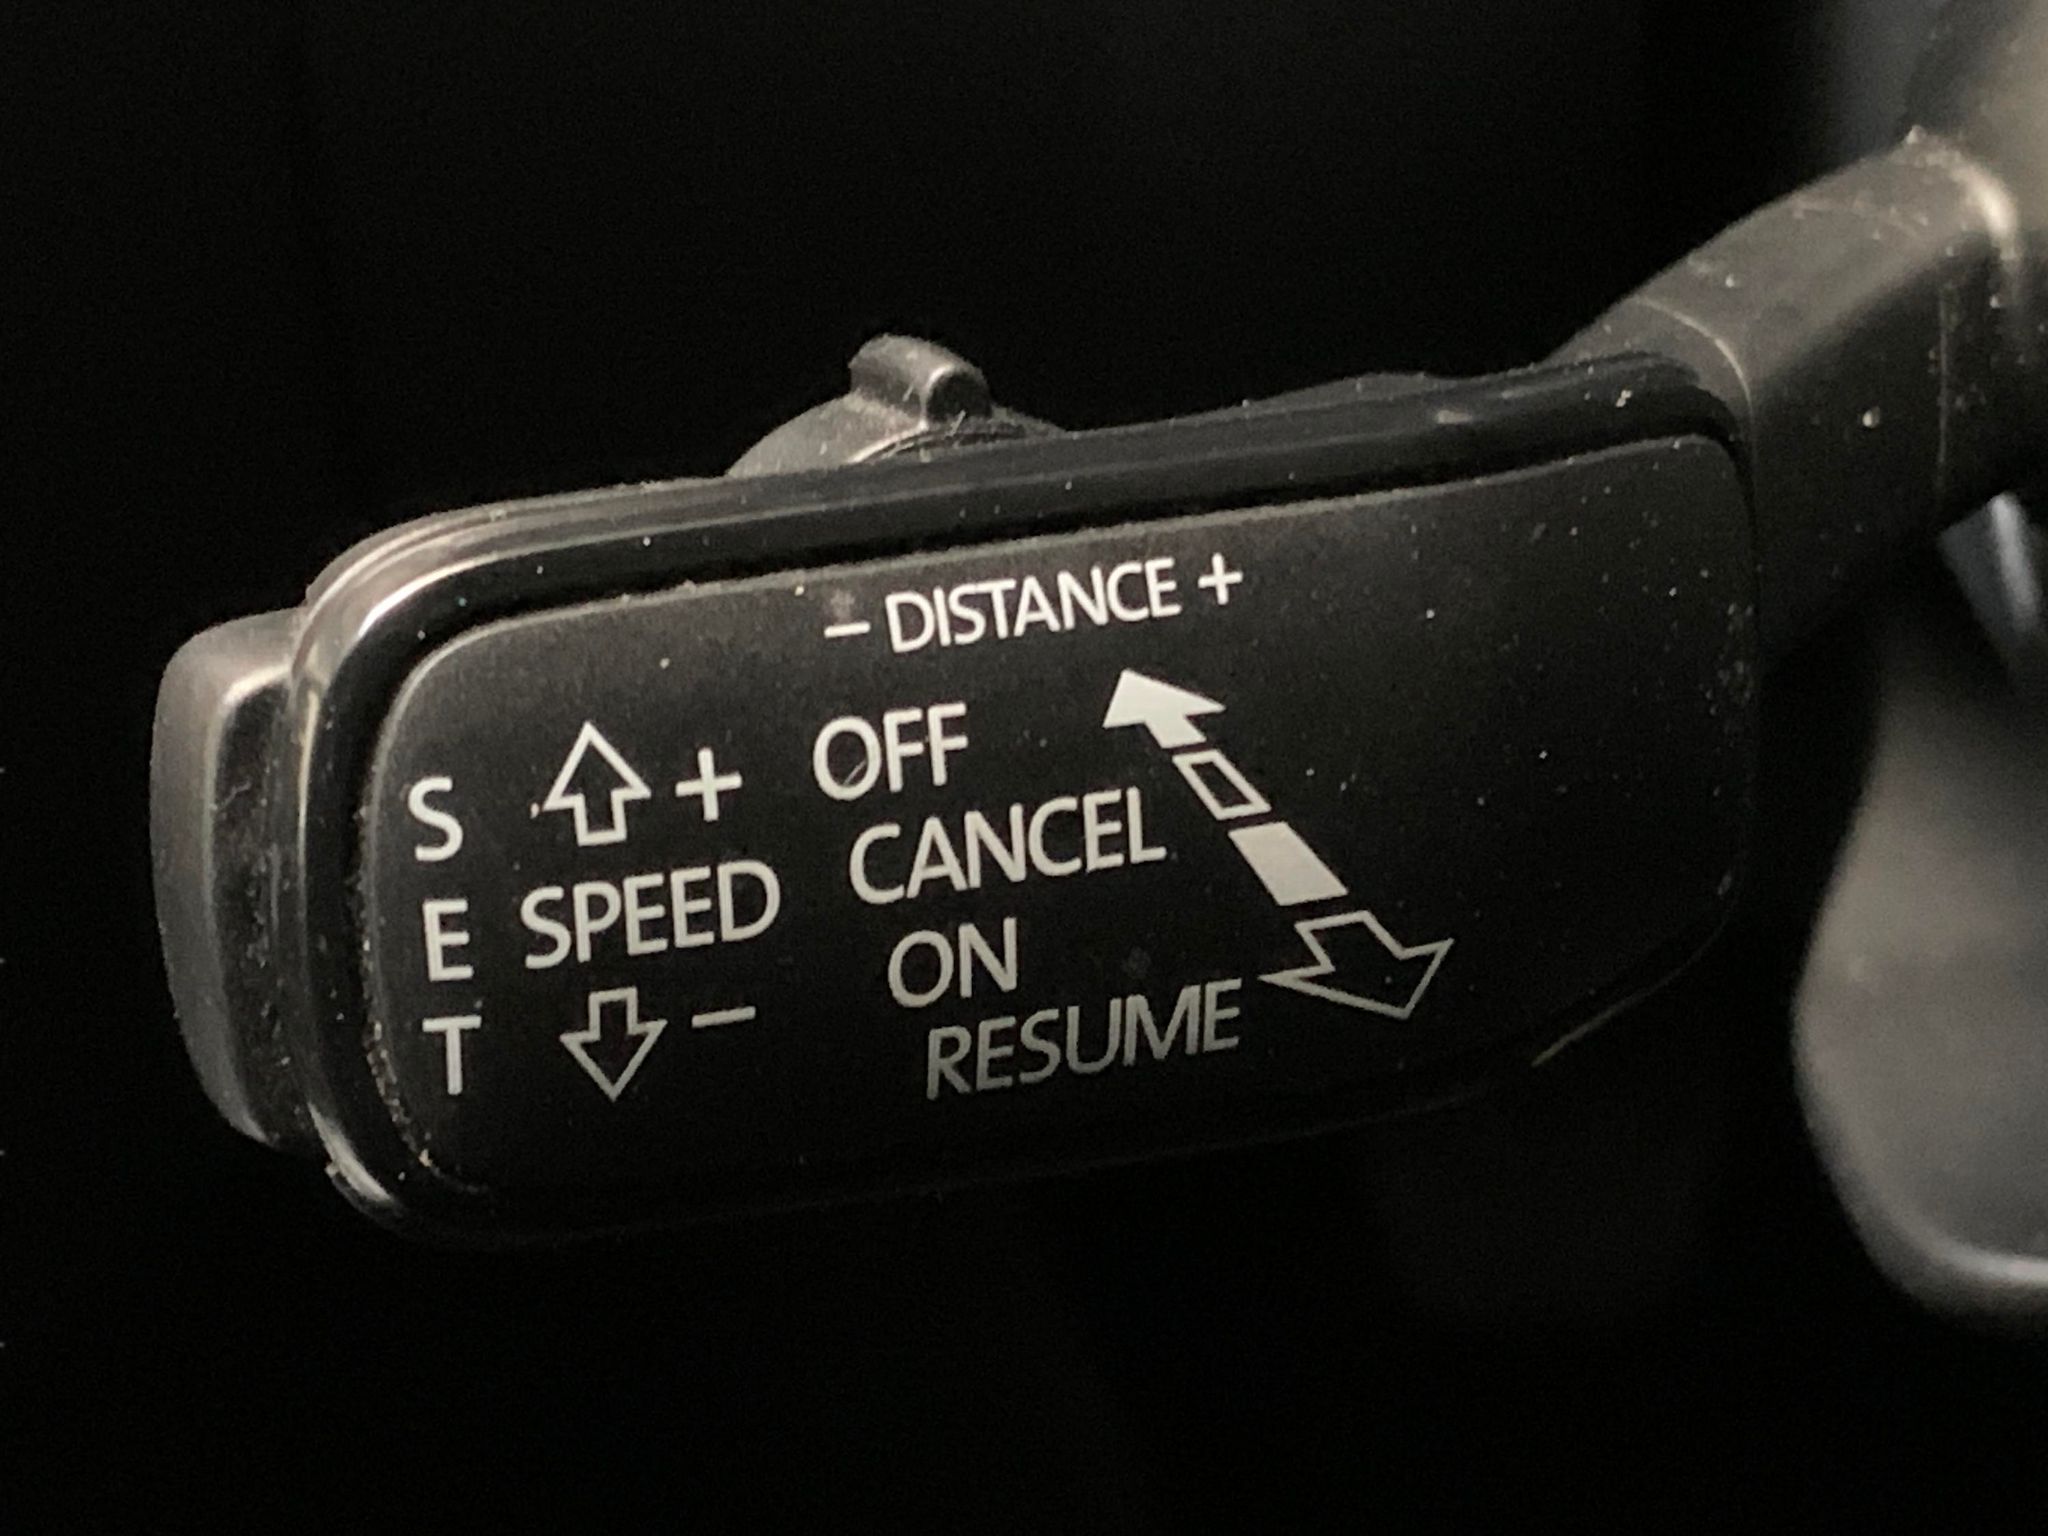 – DISTANCE +
S
E
T
+
SPEED
–
OFF
CANCEL
ON
RESUME